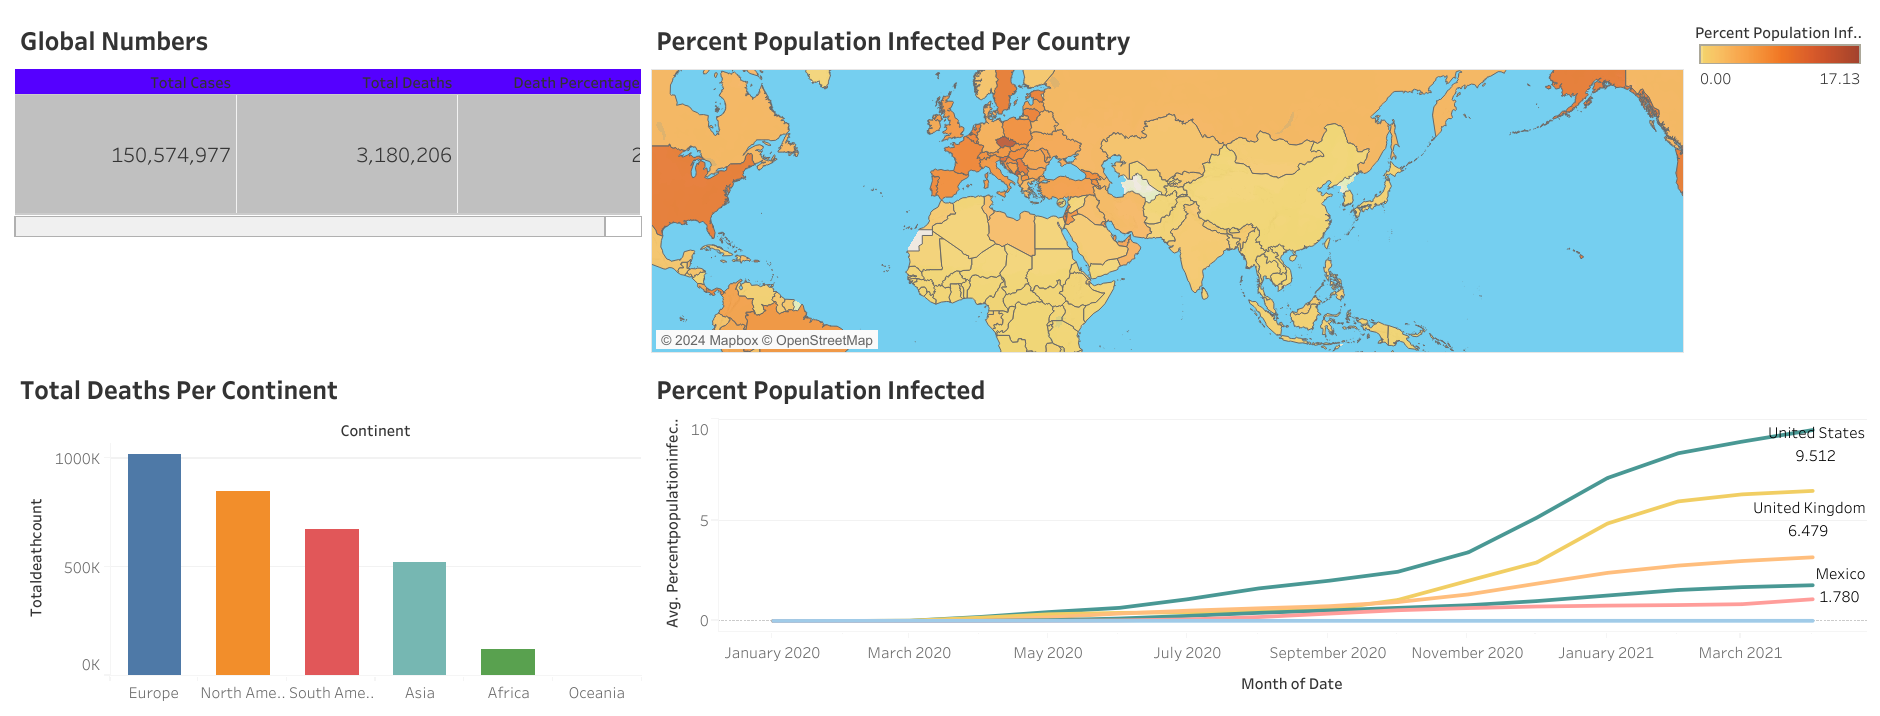 Global Numbers
Total Cases Total Deaths Death Percentage
150,574,977 3,180,206 2
Percent Population Infected Per Country
© 2024 Mapbox © OpenStreetMap
Percent Population Inf..
0.00 17.13
Total Deaths Per Continent
Continent
Totaldeathcount
1000K
500K
0K
Europe North Ame.. South Ame.. Asia Africa Oceania
Percent Population Infected
Avg. Percentpopulationinfec..
10
5
0
United States
9.512
United Kingdom
6.479
Mexico
1.780
January 2020 March 2020 May 2020 July 2020 September 2020 November 2020 January 2021 March 2021
Month of Date